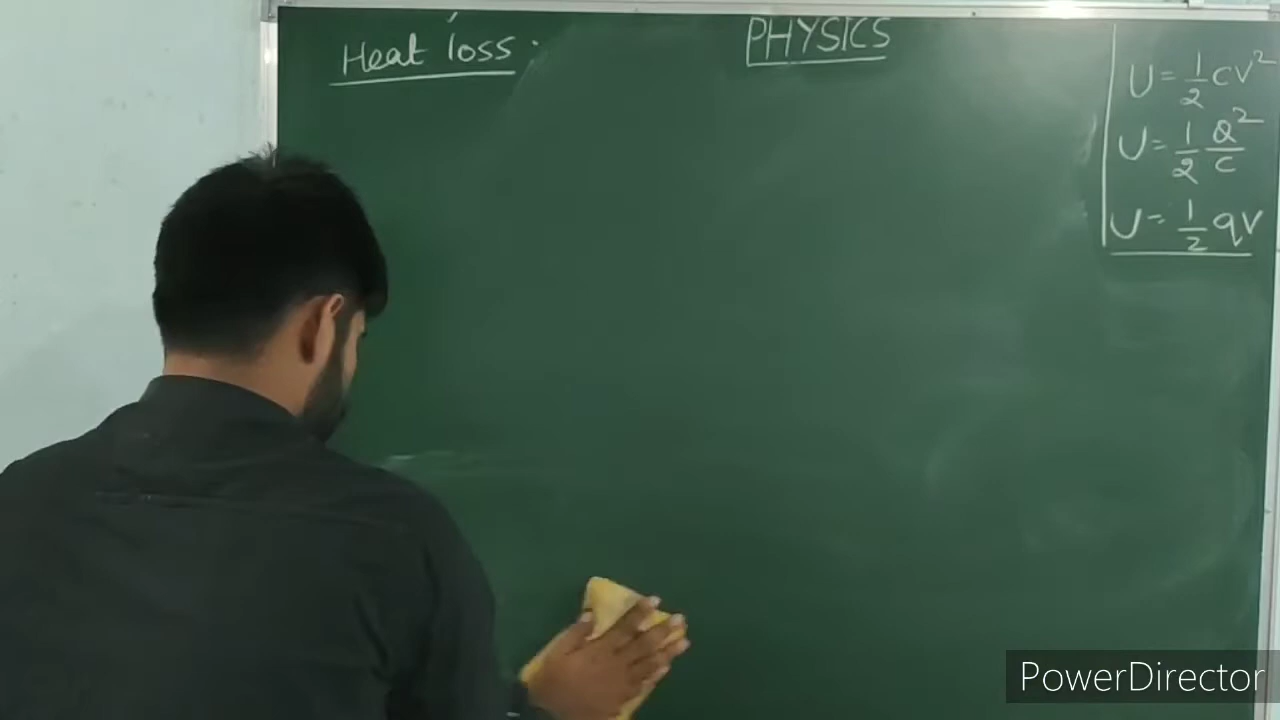 Heat loss.
PHYSICS
U = 1/2 CV²
U = 1/2 Q²/C
U = 1/2 qV
PowerDirector